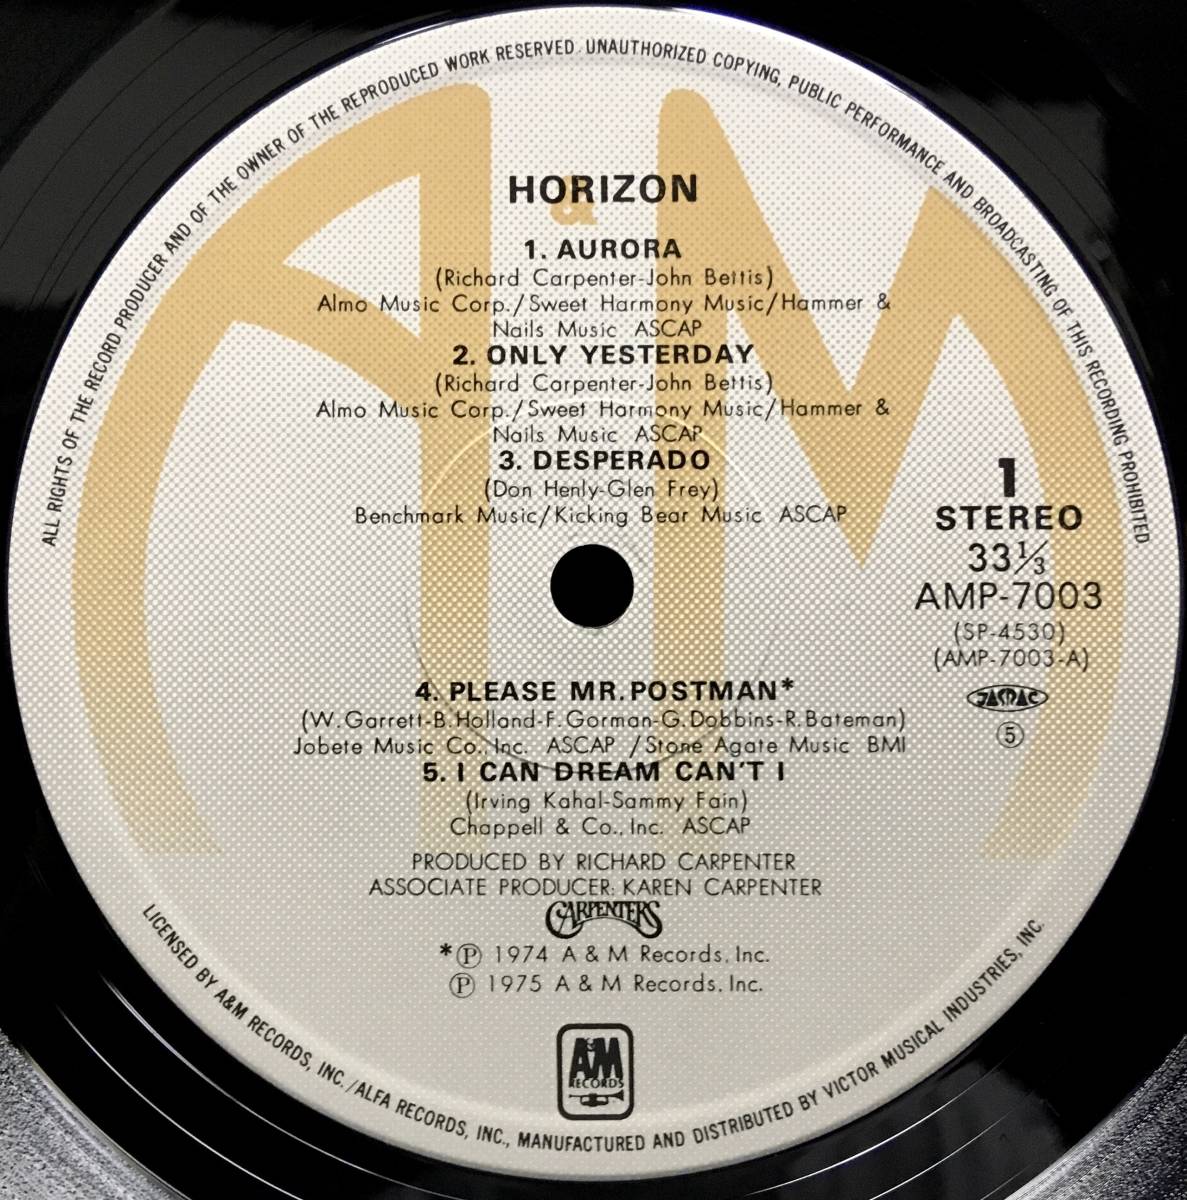 ALL RIGHTS OF THE RECORD PRODUCER AND OF THE OWNER OF THE REPRODUCED WORK RESERVED. UNAUTHORIZED COPYING, PUBLIC PERFORMANCE AND BROADCASTING OF THIS RECORDING PROHIBITED.
A&M
HORIZON
1. AURORA
(Richard Carpenter-John Bettis)
Almo Music Corp./Sweet Harmony Music/Hammer &
Nails Music ASCAP
2. ONLY YESTERDAY
(Richard Carpenter-John Bettis)
Almo Music Corp./Sweet Harmony Music/Hammer &
Nails Music ASCAP
3. DESPERADO
(Don Henly-Glen Frey)
Benchmark Music/Kicking Bear Music ASCAP
1
STEREO
33⅓
AMP-7003
(SP-4530)
(AMP-7003-A)
JASRAC
⑤
4. PLEASE MR.POSTMAN*
(W.Garrett-B.Holland-F.Gorman-G.Dobbins-R.Bateman)
Jobete Music Co., Inc. ASCAP /Stone Agate Music BMI
5. I CAN DREAM CAN'T I
(Irving Kahal-Sammy Fain)
Chappell & Co., Inc. ASCAP
PRODUCED BY RICHARD CARPENTER
ASSOCIATE PRODUCER: KAREN CARPENTER
CARPENTERS
*Ⓟ 1974 A & M Records, Inc.
Ⓟ 1975 A & M Records, Inc.
A&M
RECORDS
LICENSED BY A&M RECORDS, INC./ALFA RECORDS, INC., MANUFACTURED AND DISTRIBUTED BY VICTOR MUSICAL INDUSTRIES, INC.